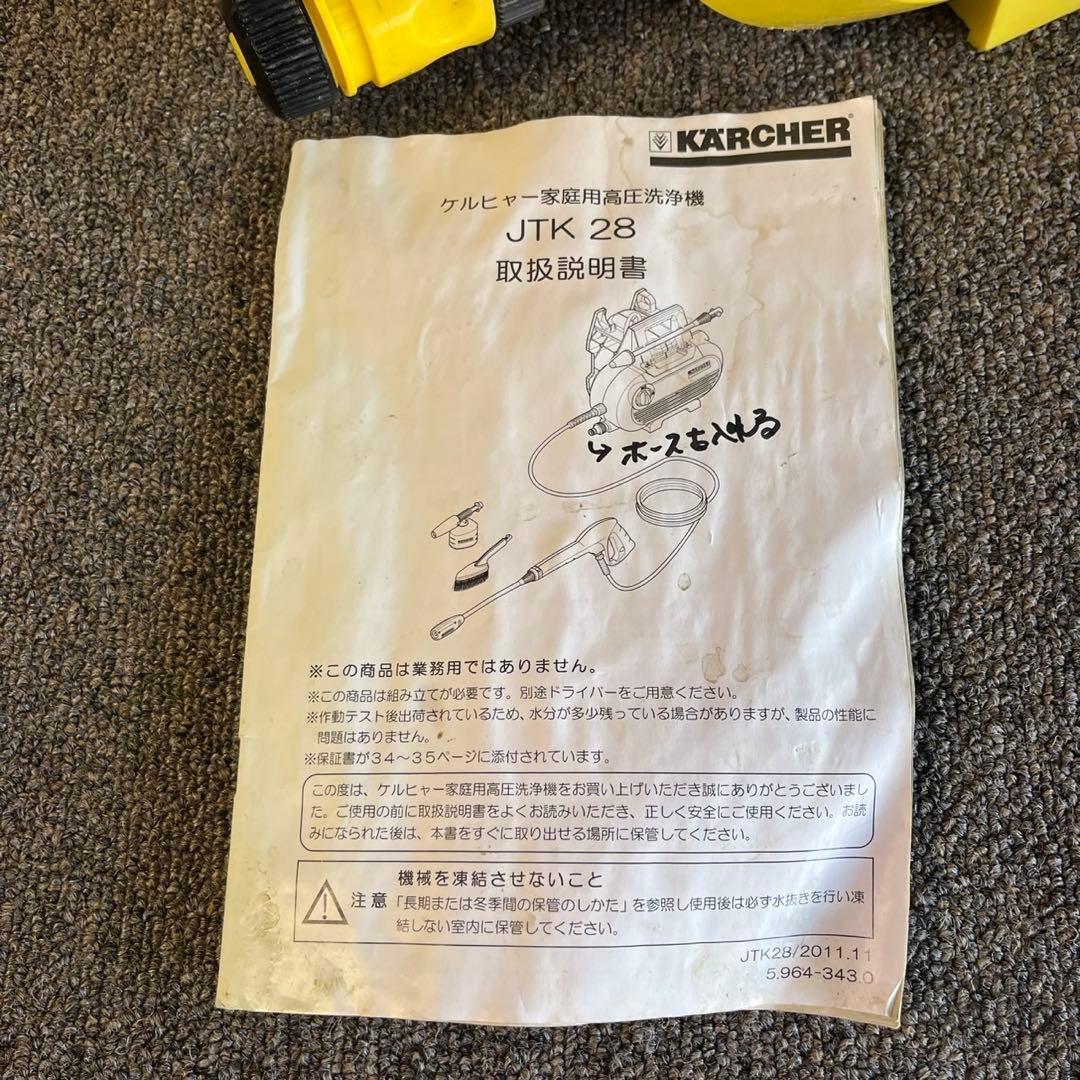 KÄRCHER
ケルヒャー家庭用高圧洗浄機
JTK 28
取扱説明書
ホースを入れる
※この商品は業務用ではありません。
※この商品は組み立てが必要です。別途ドライバーをご用意ください。
※作動テスト後出荷されているため、水分が多少残っている場合がありますが、製品の性能に
問題はありません。
※保証書が34〜35ページに添付されています。
この度は、ケルヒャー家庭用高圧洗浄機をお買い上げいただき誠にありがとうございまし
た。ご使用の前に取扱説明書をよくお読みいただき、正しく安全にご使用ください。お読
みになられた後は、本書をすぐに取り出せる場所に保管してください。
機械を凍結させないこと
注意 「長期または冬季間の保管のしかた」を参照し使用後は必ず水抜きを行い凍
結しない室内に保管してください。
JTK28/2011.11
5.964-343.0